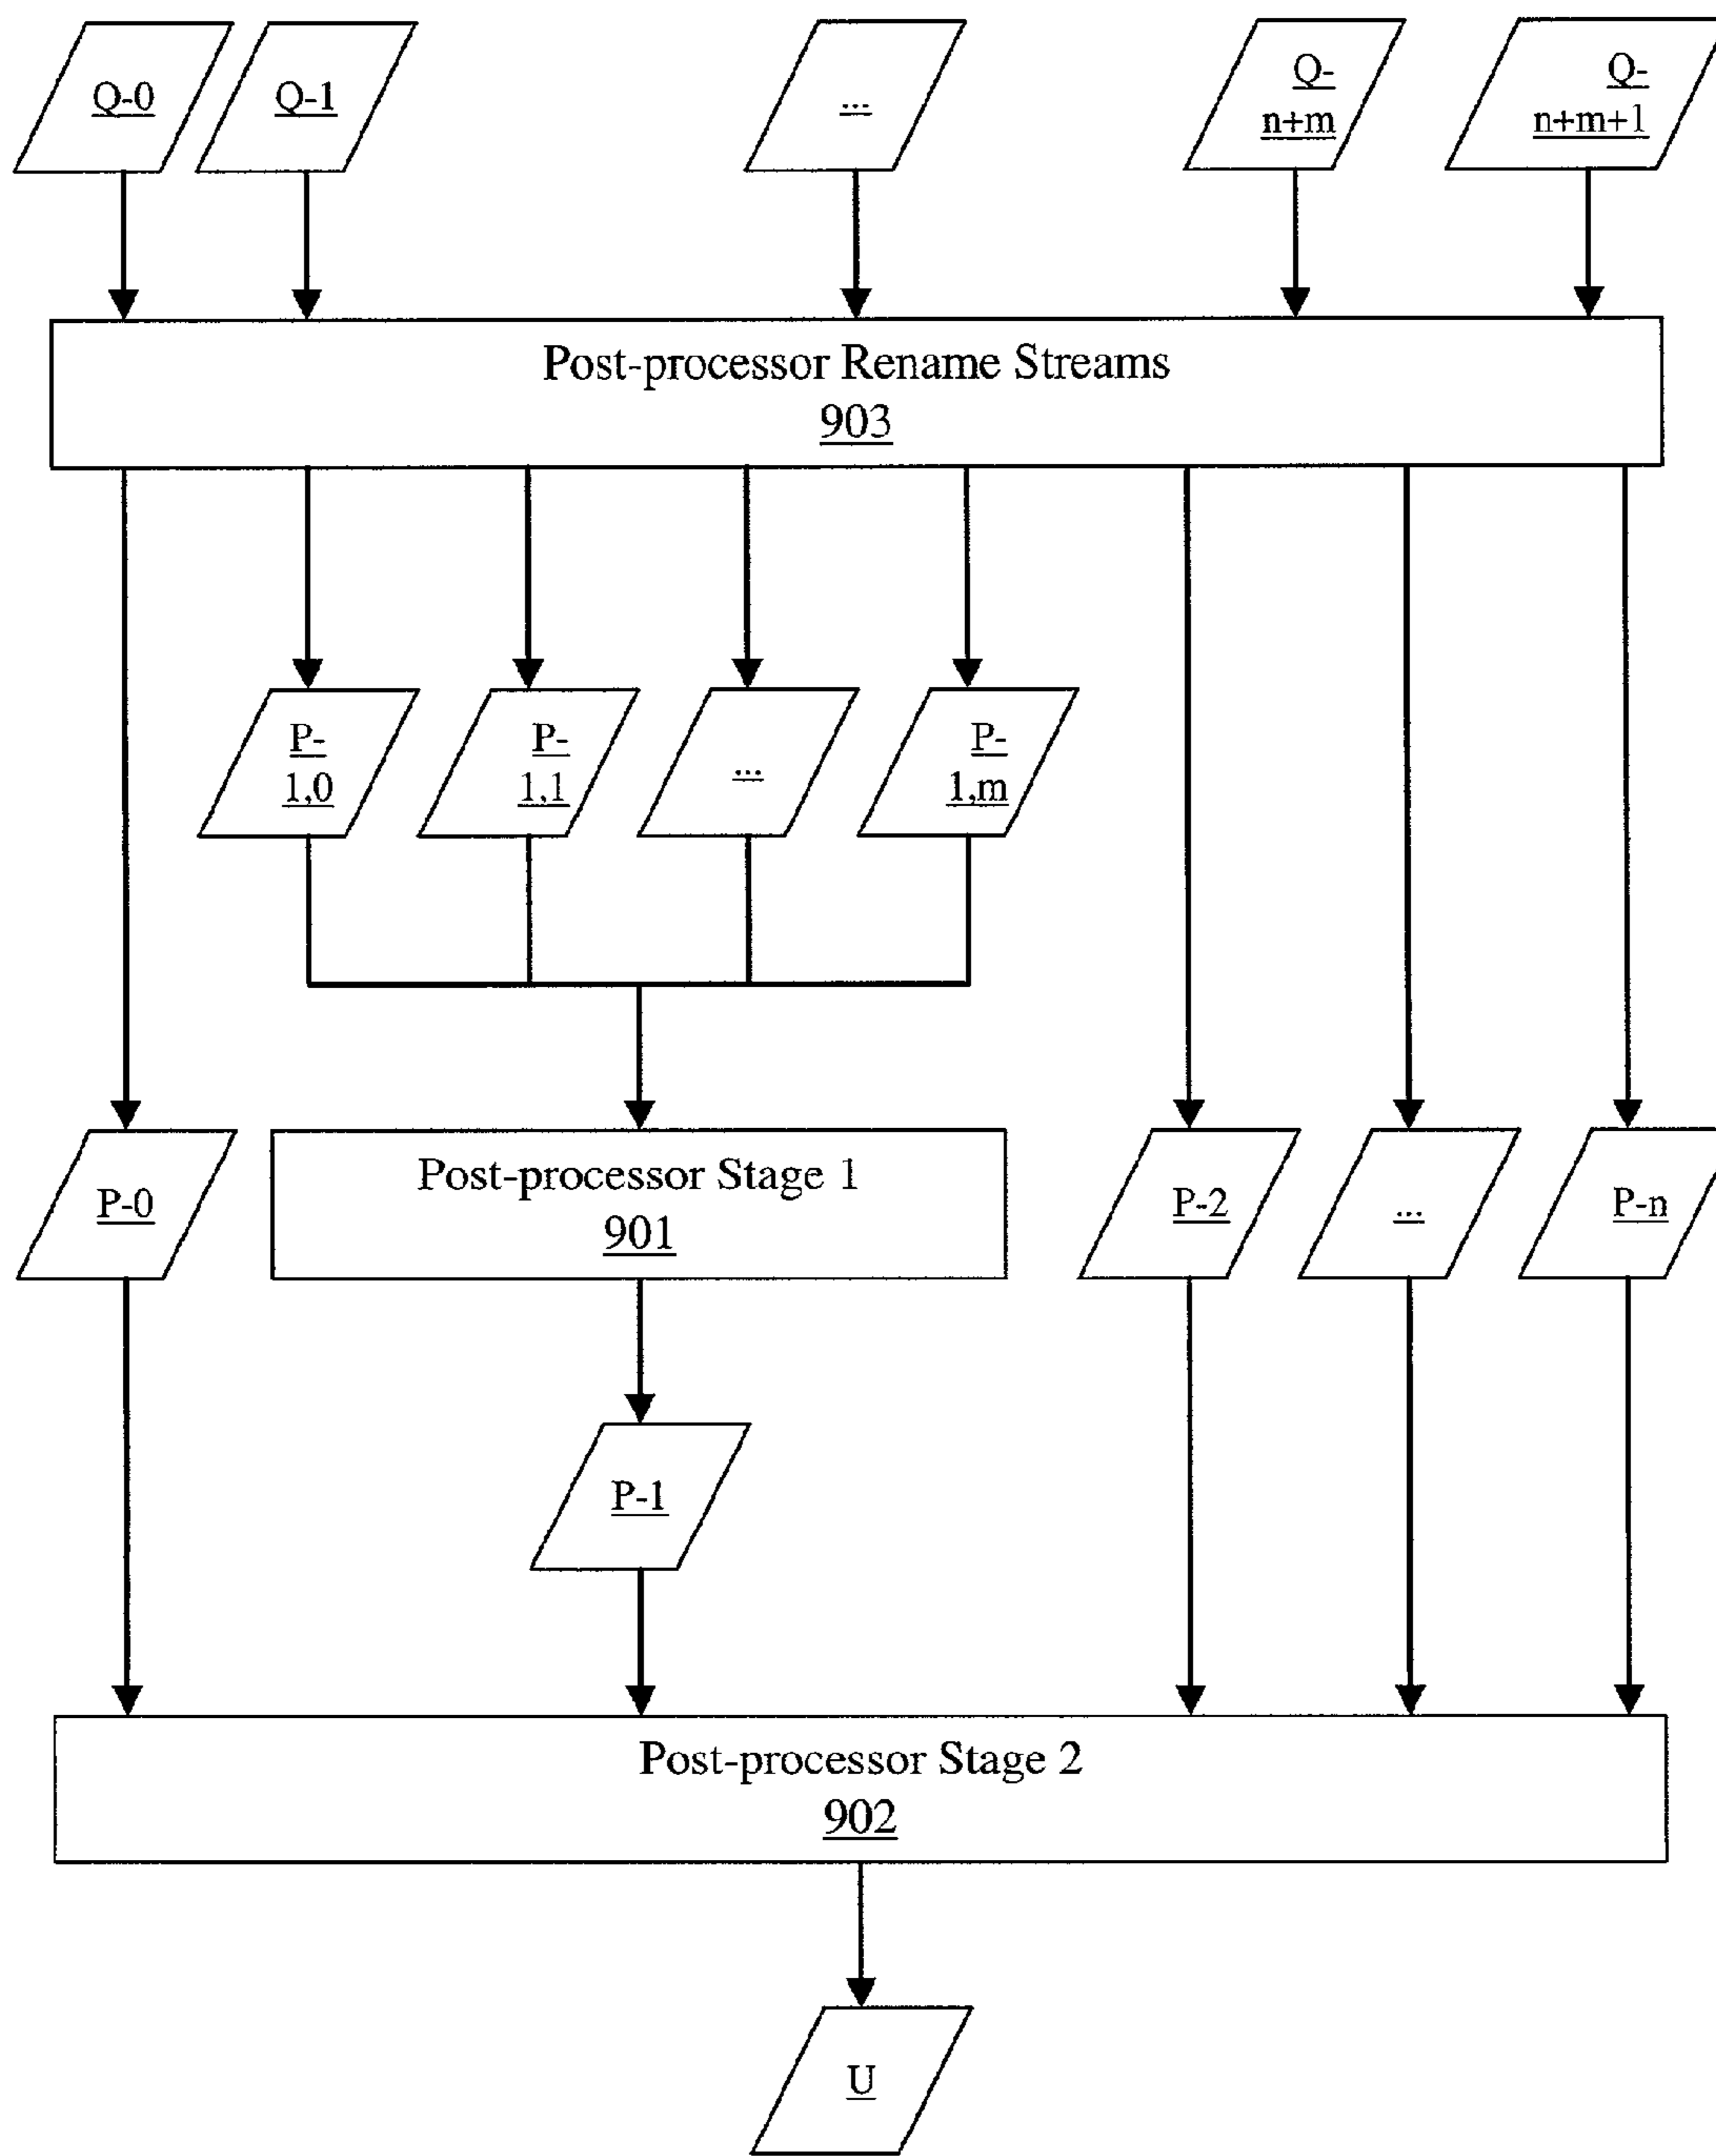 Q-0
Q-1
...
Q-
n+m
Q-
n+m+1
Post-processor Rename Streams
903
P-
1,0
P-
1,1
...
P-
1,m
P-0
Post-processor Stage 1
901
P-2
...
P-n
P-1
Post-processor Stage 2
902
U